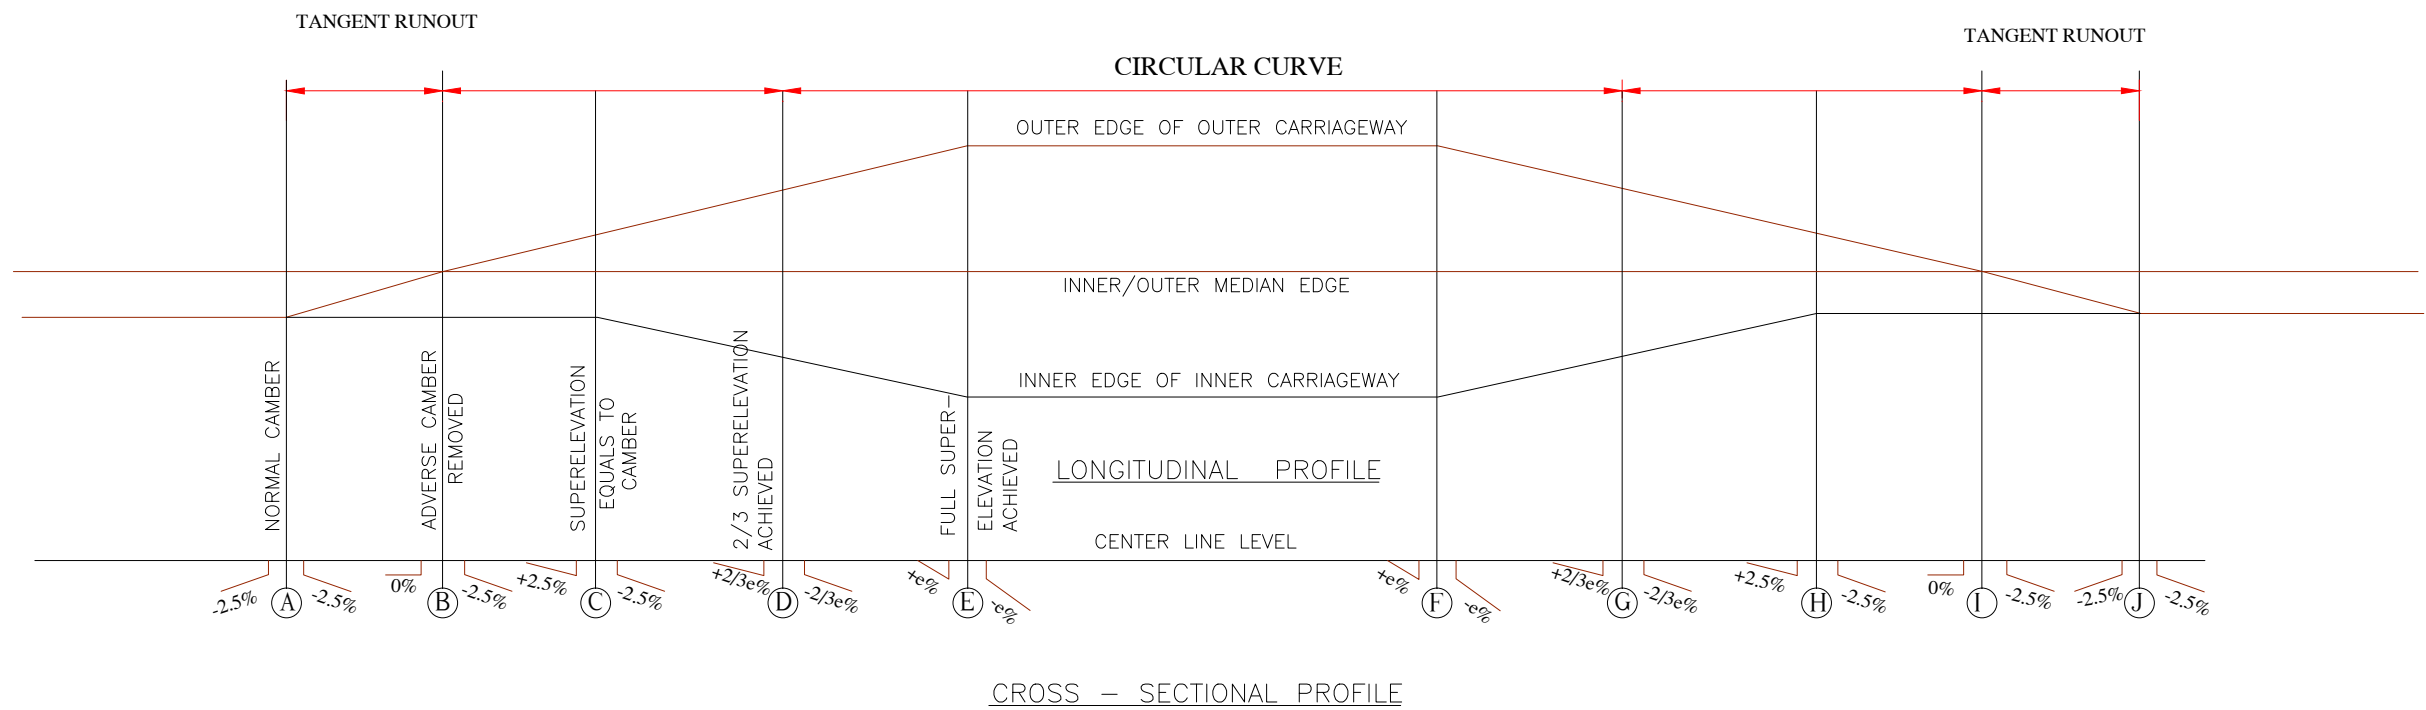 TANGENT RUNOUT
TANGENT RUNOUT
CIRCULAR CURVE
OUTER EDGE OF OUTER CARRIAGEWAY
INNER/OUTER MEDIAN EDGE
INNER EDGE OF INNER CARRIAGEWAY
NORMAL CAMBER
ADVERSE CAMBER
REMOVED
SUPERELEVATION
EQUALS TO
CAMBER
2/3 SUPERELEVATION
ACHIEVED
FULL SUPER-
ELEVATION
ACHIEVED
LONGITUDINAL PROFILE
CENTER LINE LEVEL
-2.5% A -2.5%
0% B -2.5%
+2.5% C -2.5%
+2/3e% D -2/3e%
+e% E -e%
+e% F -e%
+2/3e% G -2/3e%
+2.5% H -2.5%
0% I -2.5%
-2.5% J -2.5%
CROSS - SECTIONAL PROFILE